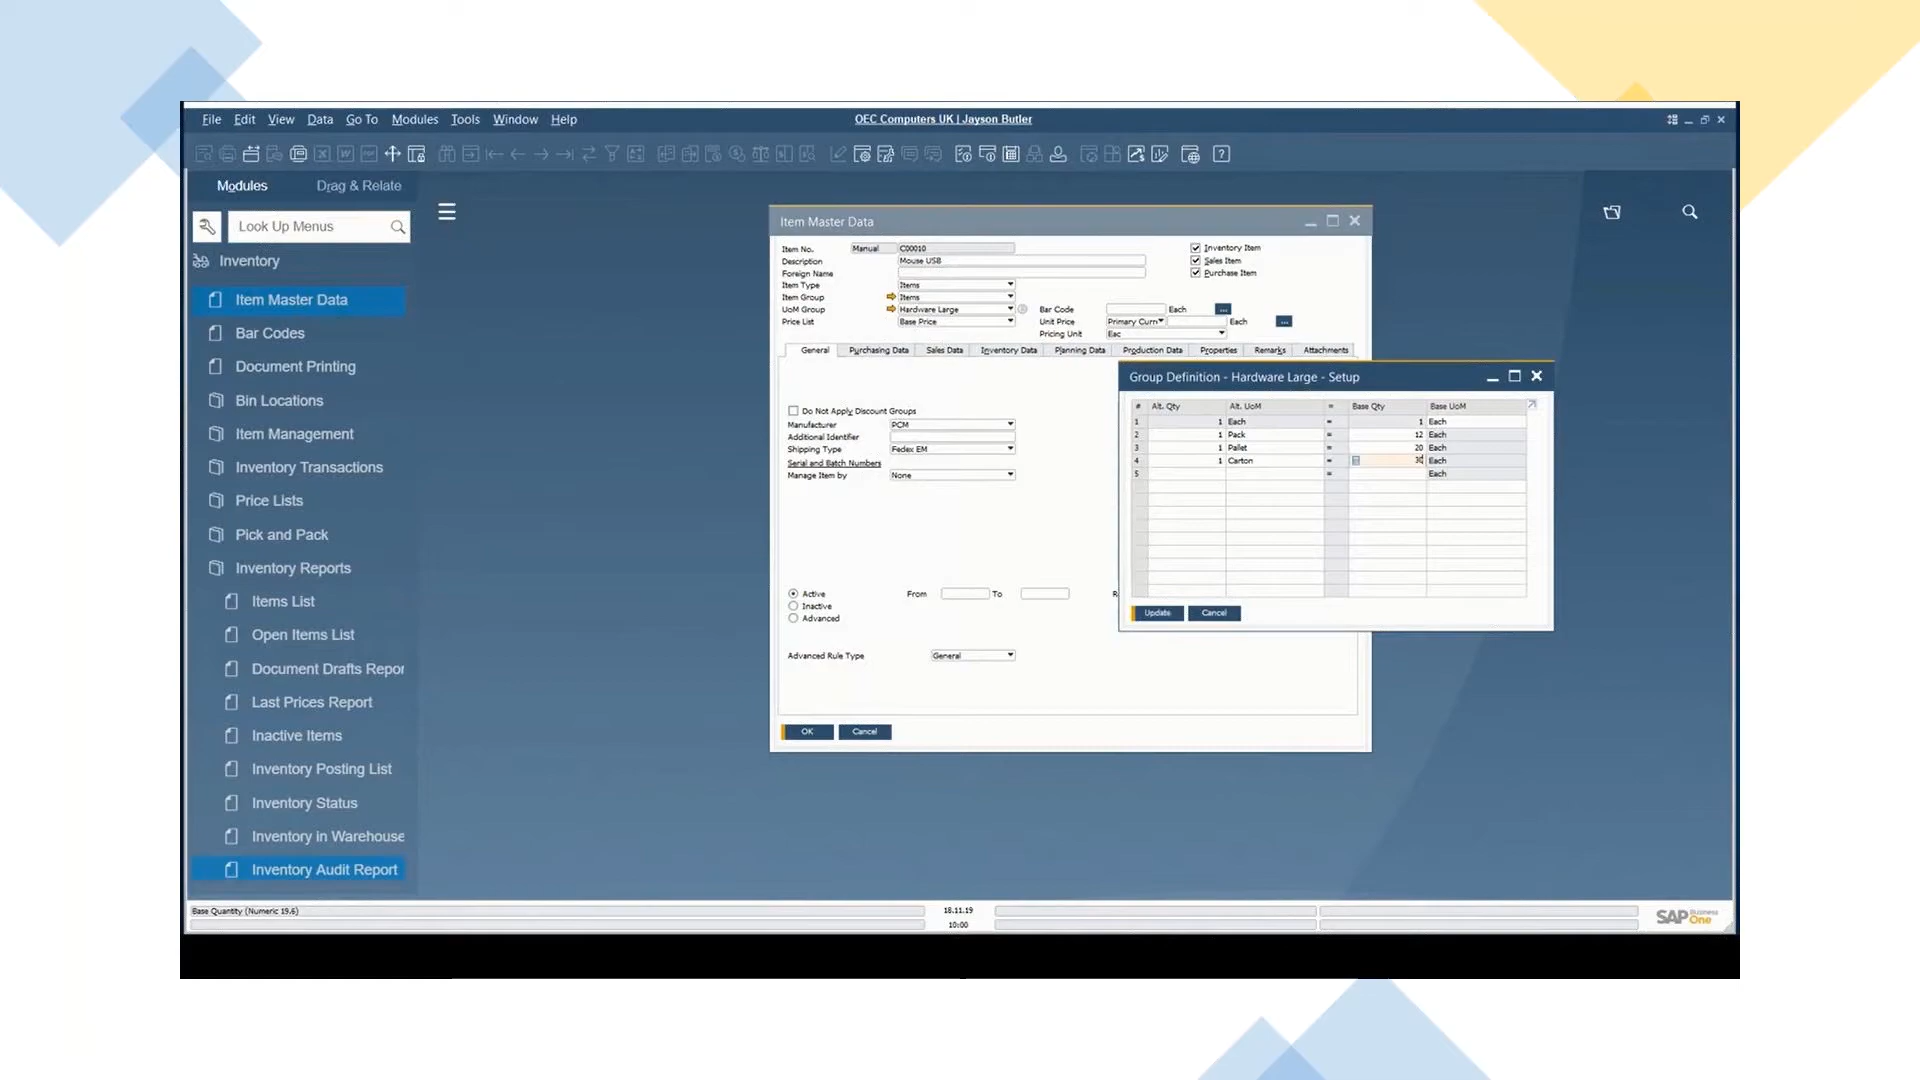 File Edit View Data Go To Modules Tools Window Help
OEC Computers UK | Jayson Butler
Modules Drag & Relate
Look Up Menus
Inventory
Item Master Data
Bar Codes
Document Printing
Bin Locations
Item Management
Inventory Transactions
Price Lists
Pick and Pack
Inventory Reports
Items List
Open Items List
Document Drafts Repor
Last Prices Report
Inactive Items
Inventory Posting List
Inventory Status
Inventory in Warehouse
Inventory Audit Report
Item Master Data
Item No. Manual C00010
Description Mouse USB
Foreign Name
Item Type Items
Item Group Items
UoM Group Hardware Large
Price List Base Price
Inventory Item
Sales Item
Purchase Item
Bar Code Each ...
Unit Price Primary Curr Each ...
Pricing Unit Eac
General Purchasing Data Sales Data Inventory Data Planning Data Production Data Properties Remarks Attachments
Do Not Apply Discount Groups
Manufacturer PCM
Additional Identifier
Shipping Type Fedex EM
Serial and Batch Numbers
Manage Item by None
Active From To R
Inactive
Advanced
Advanced Rule Type General
OK Cancel
Group Definition - Hardware Large - Setup
# Alt. Qty Alt. UoM = Base Qty Base UoM
1 1 Each = 1 Each
2 1 Pack = 12 Each
3 1 Pallet = 20 Each
4 1 Carton = 30 Each
5 = Each
Update Cancel
Base Quantity (Numeric 19.6)
18.11.19
10:00
SAP Business One